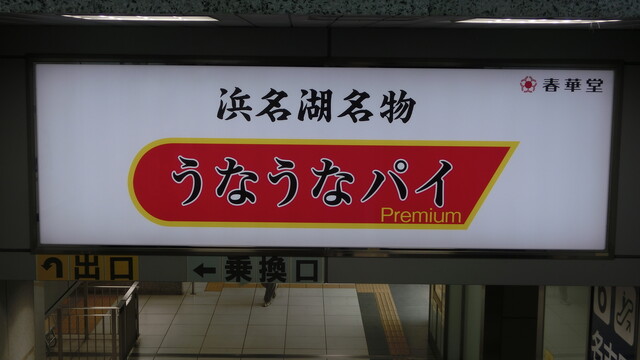 春華堂
浜名湖名物
うなうなパイ
Premium
出口
←乗換口
名